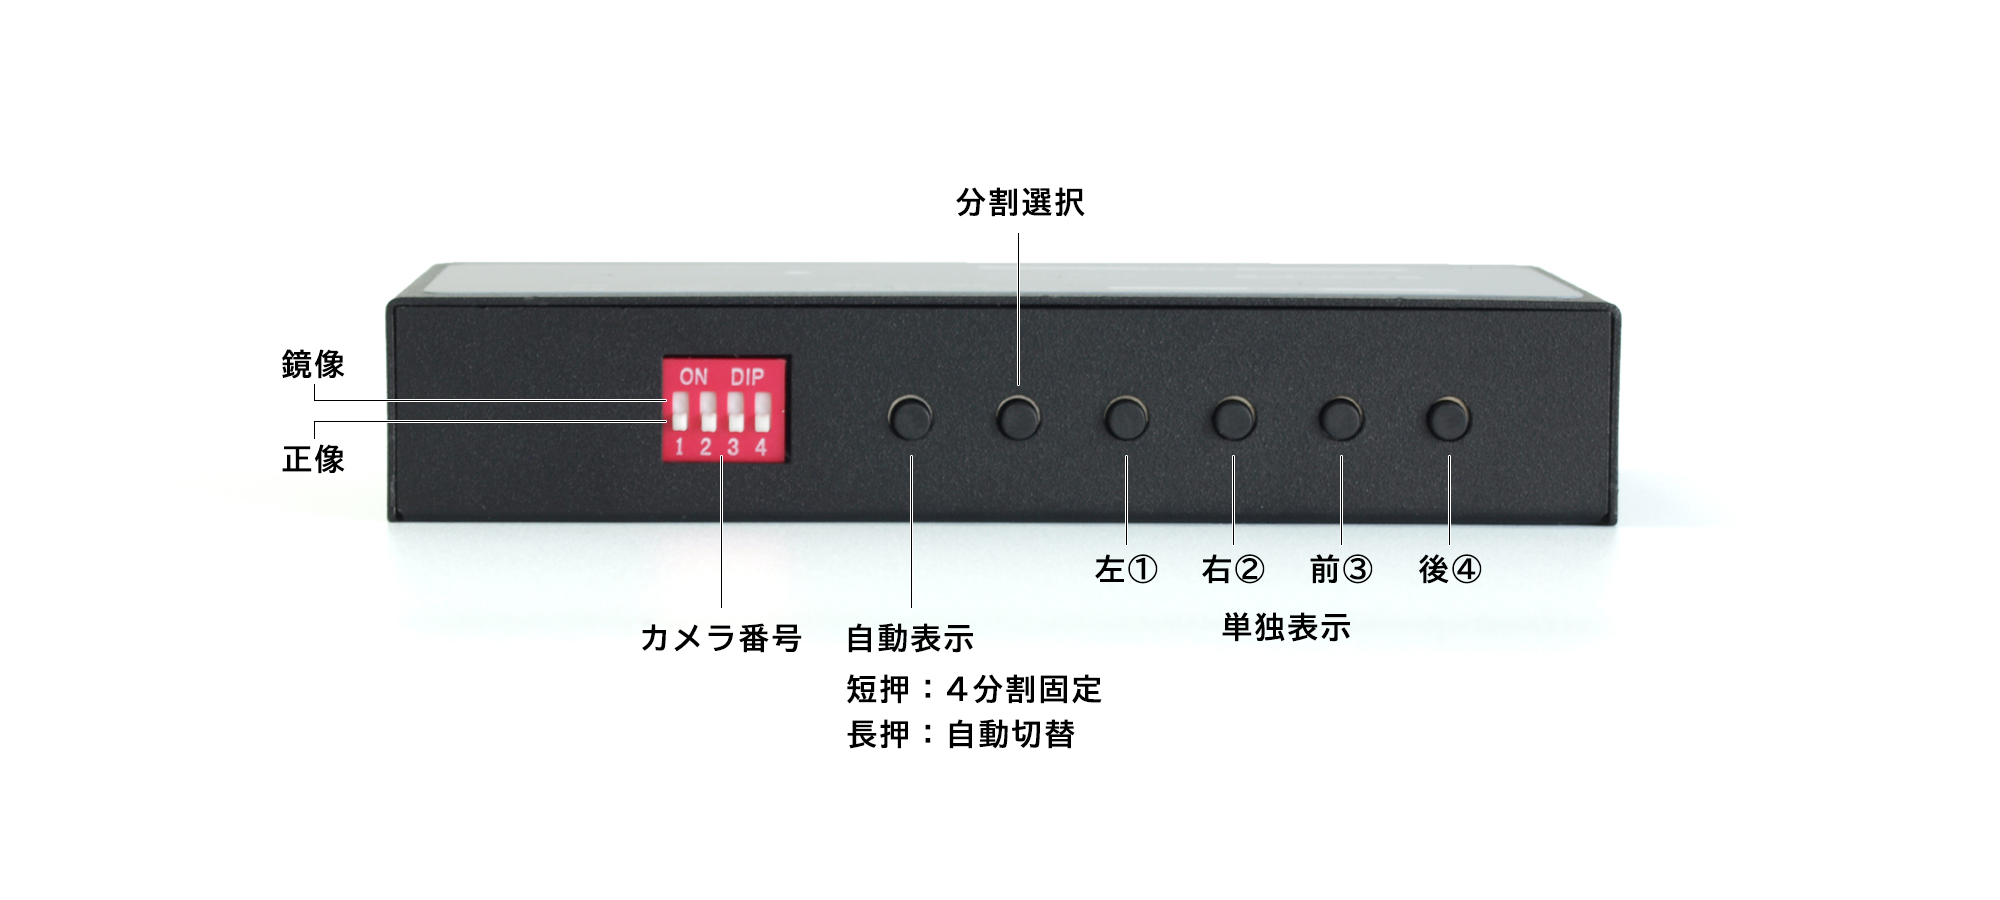 分割選択
鏡像
正像
ON DIP
1 2 3 4
左① 右② 前③ 後④
単独表示
カメラ番号
自動表示
短押：4分割固定
長押：自動切替